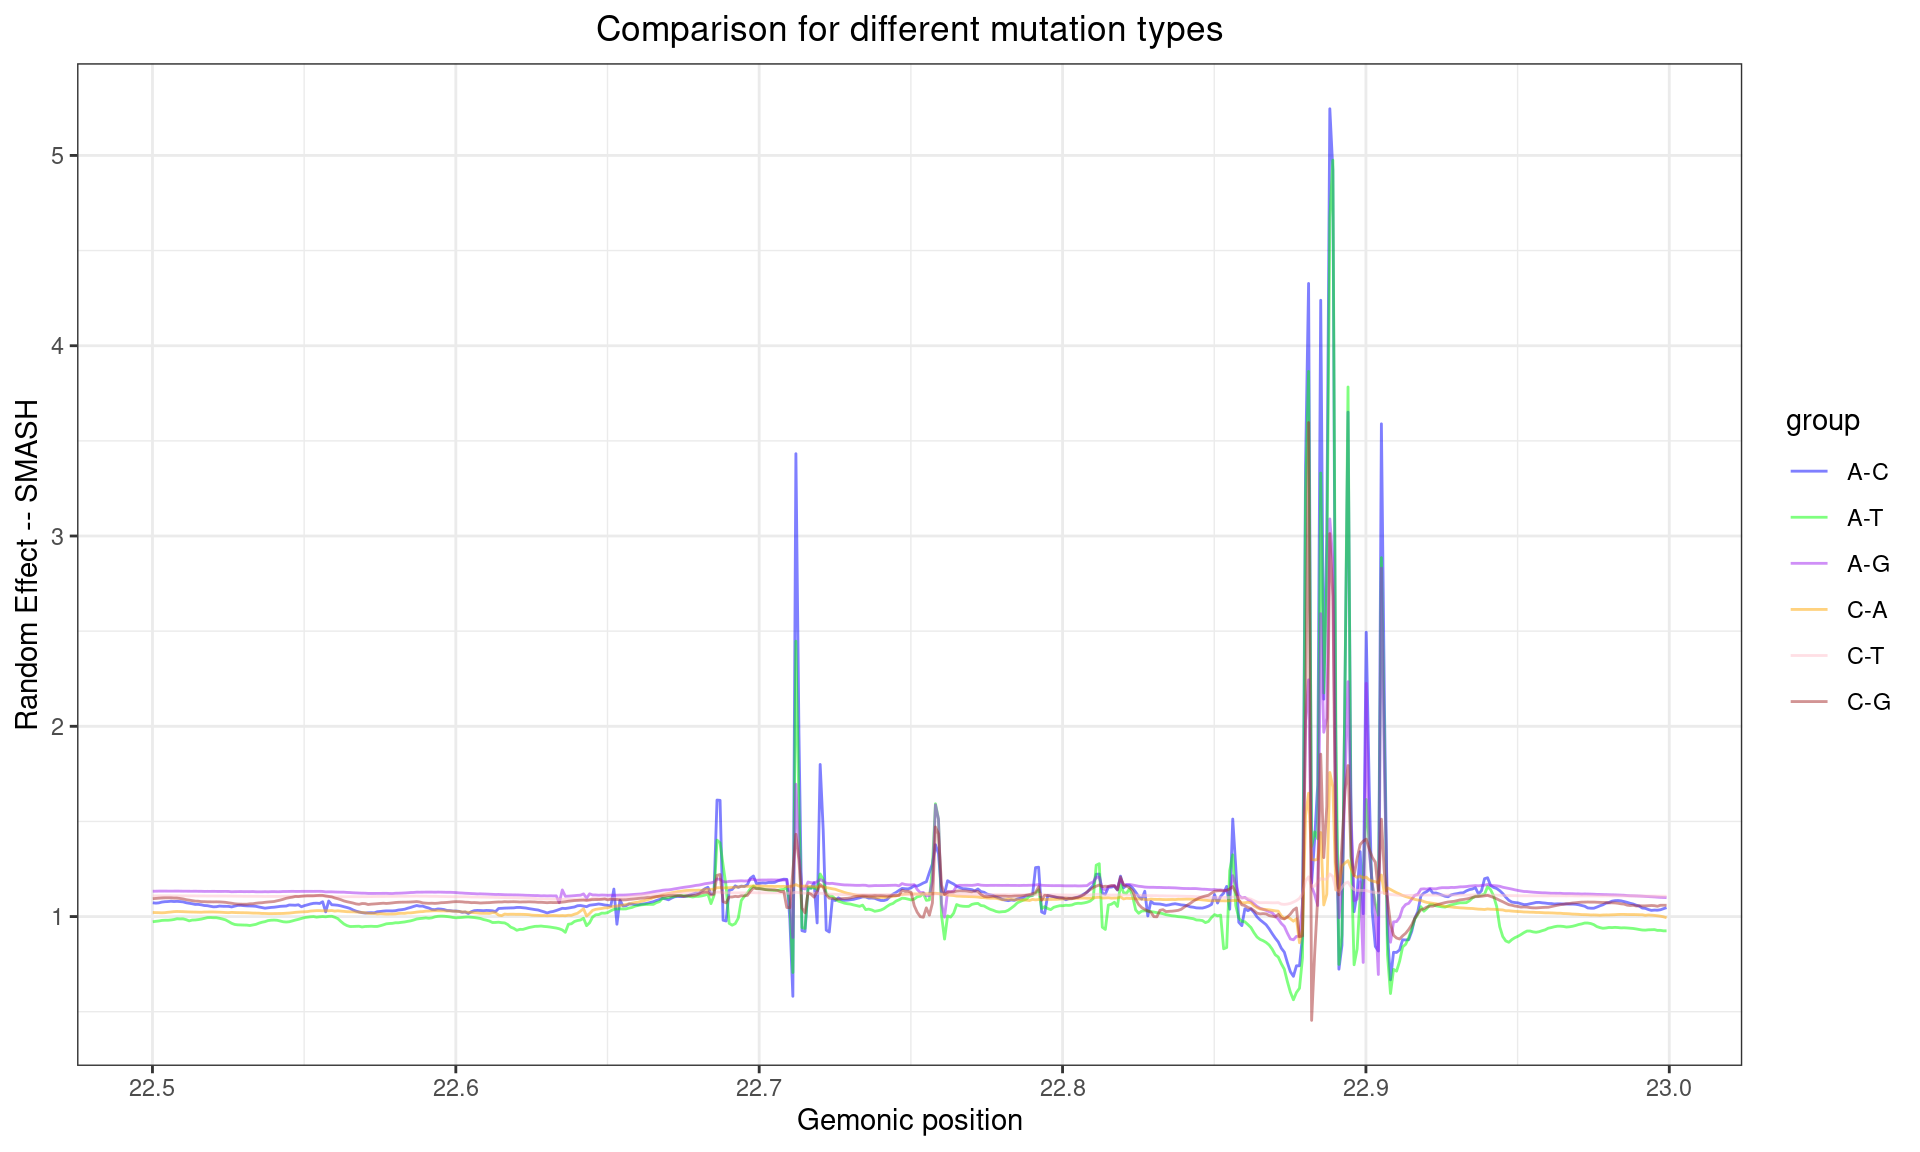 Comparison for different mutation types
Random Effect -- SMASH
5
4
3
2
1
22.5
22.6
22.7
22.8
22.9
23.0
Gemonic position
group
A-C
A-T
A-G
C-A
C-T
C-G